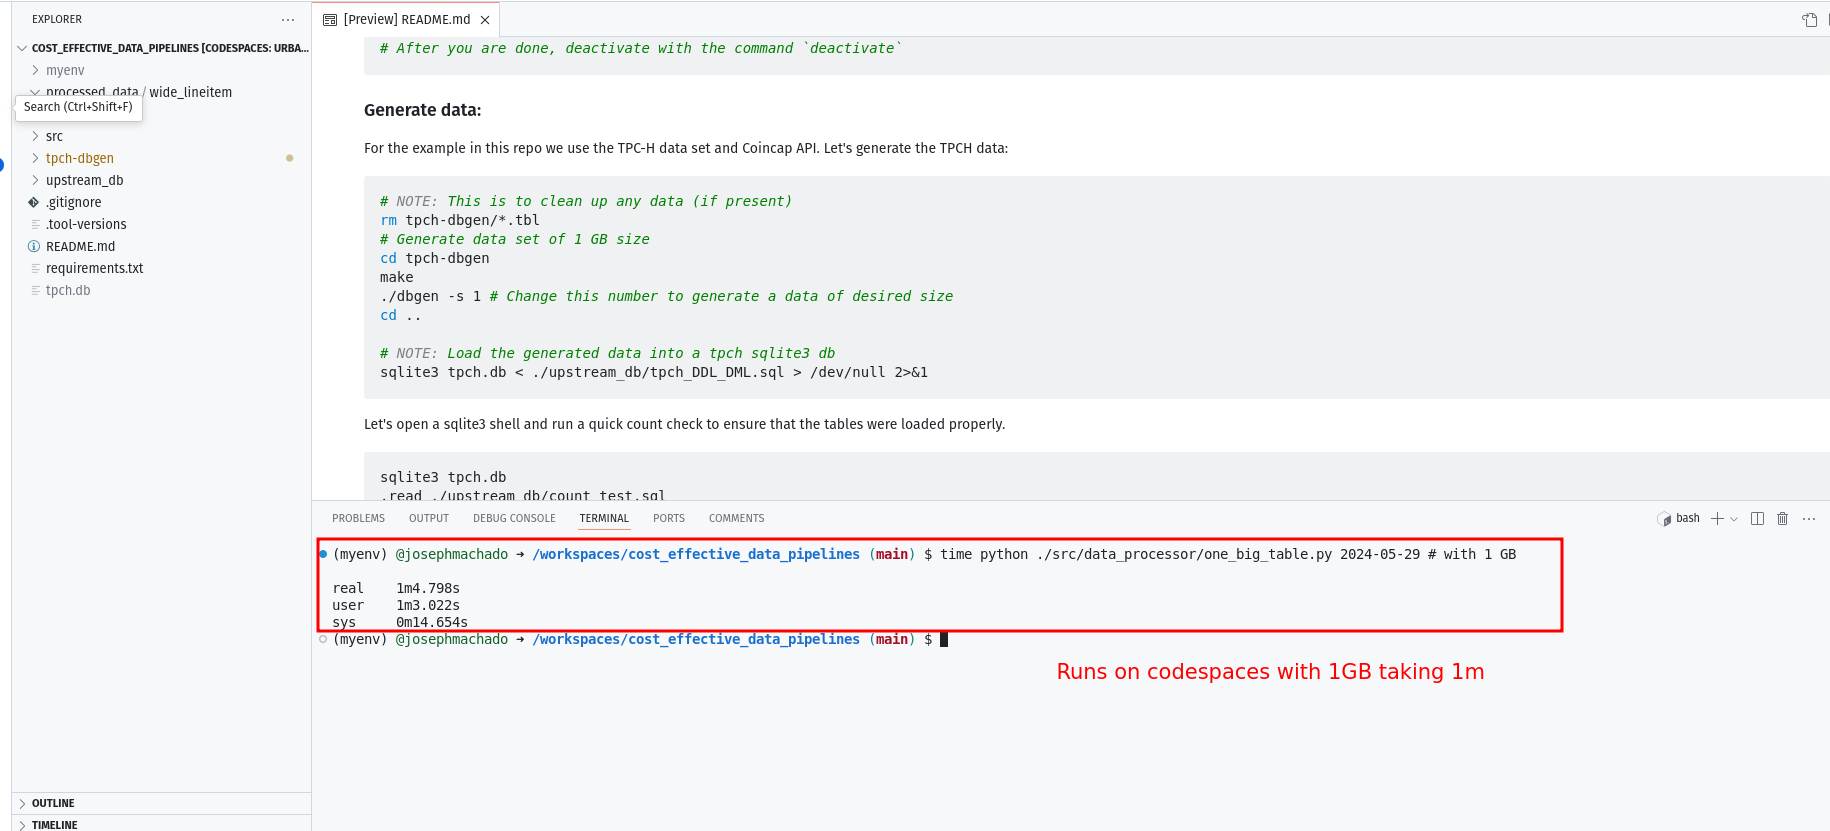 EXPLORER
COST_EFFECTIVE_DATA_PIPELINES [CODESPACES: URBA...
myenv
processed_data / wide_lineitem
Search (Ctrl+Shift+F)
src
tpch-dbgen
upstream_db
.gitignore
.tool-versions
README.md
requirements.txt
tpch.db
OUTLINE
TIMELINE
[Preview] README.md
# After you are done, deactivate with the command `deactivate`
Generate data:
For the example in this repo we use the TPC-H data set and Coincap API. Let's generate the TPCH data:
# NOTE: This is to clean up any data (if present)
rm tpch-dbgen/*.tbl
# Generate data set of 1 GB size
cd tpch-dbgen
make
./dbgen -s 1 # Change this number to generate a data of desired size
cd ..
# NOTE: Load the generated data into a tpch sqlite3 db
sqlite3 tpch.db < ./upstream_db/tpch_DDL_DML.sql > /dev/null 2>&1
Let's open a sqlite3 shell and run a quick count check to ensure that the tables were loaded properly.
sqlite3 tpch.db
.read ./upstream_db/count_test.sql
PROBLEMS OUTPUT DEBUG CONSOLE TERMINAL PORTS COMMENTS
bash
(myenv) @josephmachado ➜ /workspaces/cost_effective_data_pipelines (main) $ time python ./src/data_processor/one_big_table.py 2024-05-29 # with 1 GB
real 1m4.798s
user 1m3.022s
sys 0m14.654s
(myenv) @josephmachado ➜ /workspaces/cost_effective_data_pipelines (main) $
Runs on codespaces with 1GB taking 1m